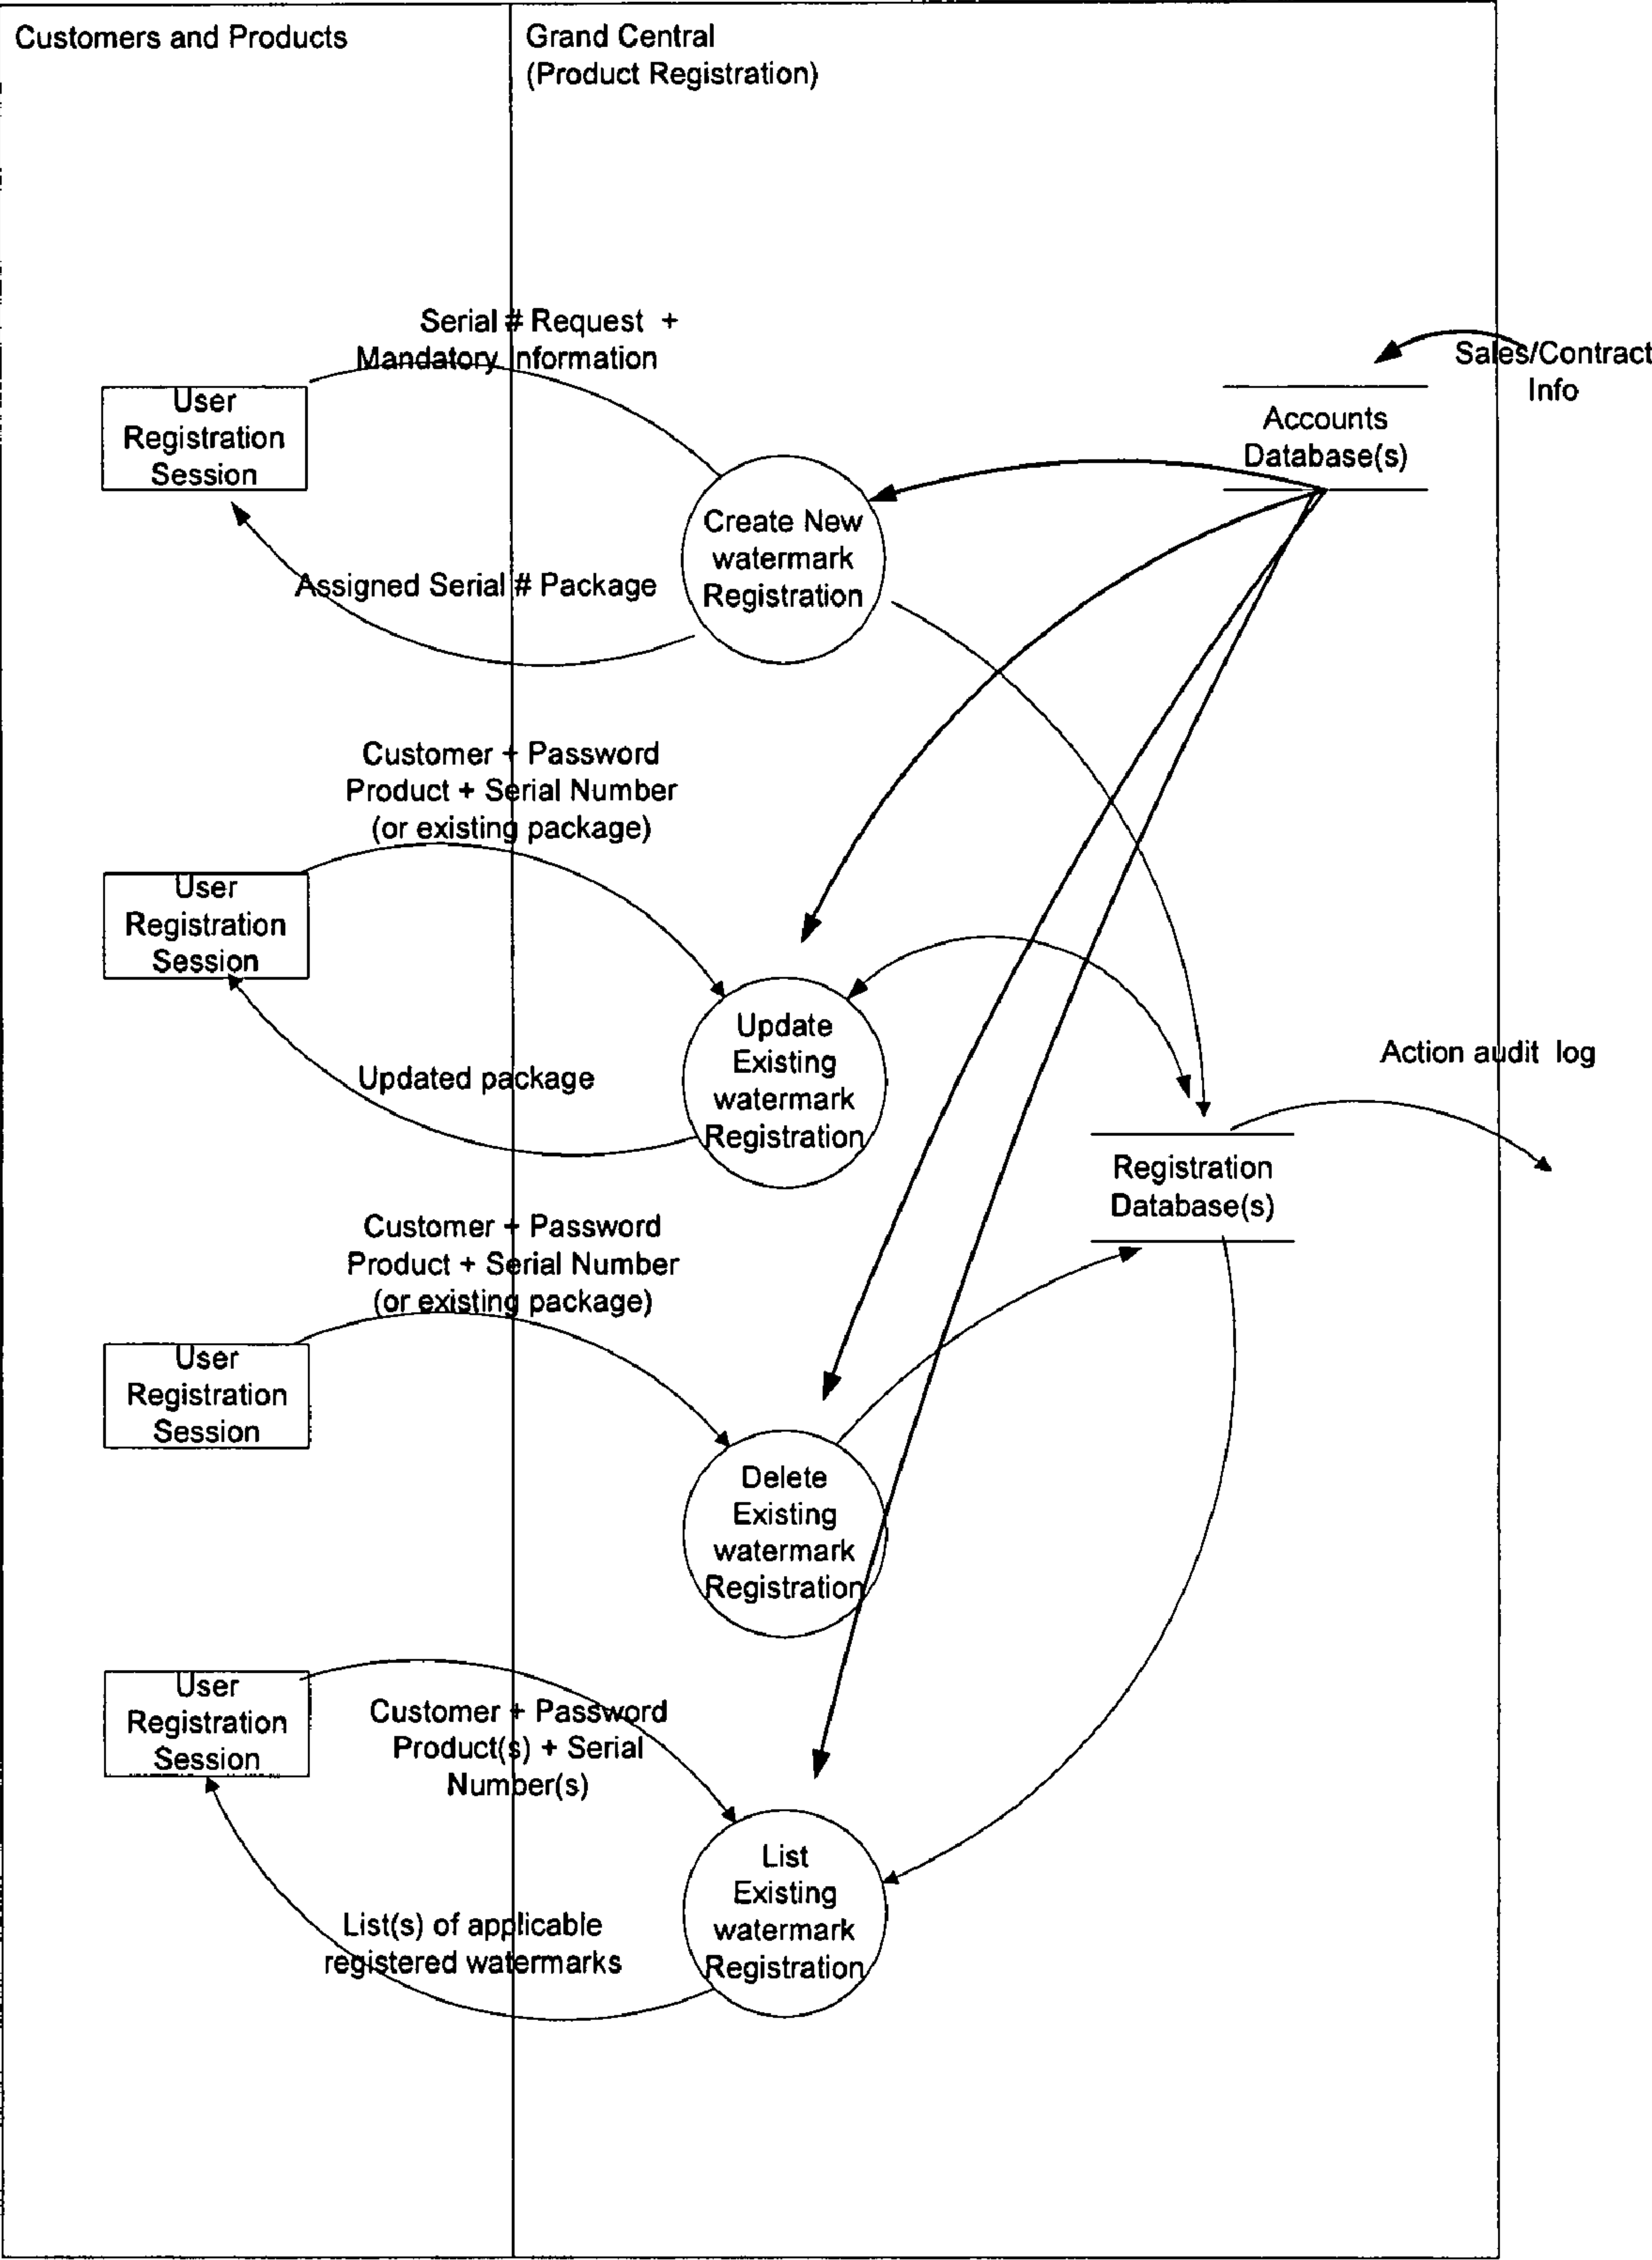 Customers and Products
Grand Central
(Product Registration)
Serial # Request +
Mandatory Information
Sales/Contract
Info
User
Registration
Session
Accounts
Database(s)
Create New
watermark
Registration
Assigned Serial # Package
Customer + Password
Product + Serial Number
(or existing package)
User
Registration
Session
Update
Existing
watermark
Registration
Updated package
Action audit log
Registration
Database(s)
Customer + Password
Product + Serial Number
(or existing package)
User
Registration
Session
Delete
Existing
watermark
Registration
User
Registration
Session
Customer + Password
Product(s) + Serial
Number(s)
List
Existing
watermark
Registration
List(s) of applicable
registered watermarks